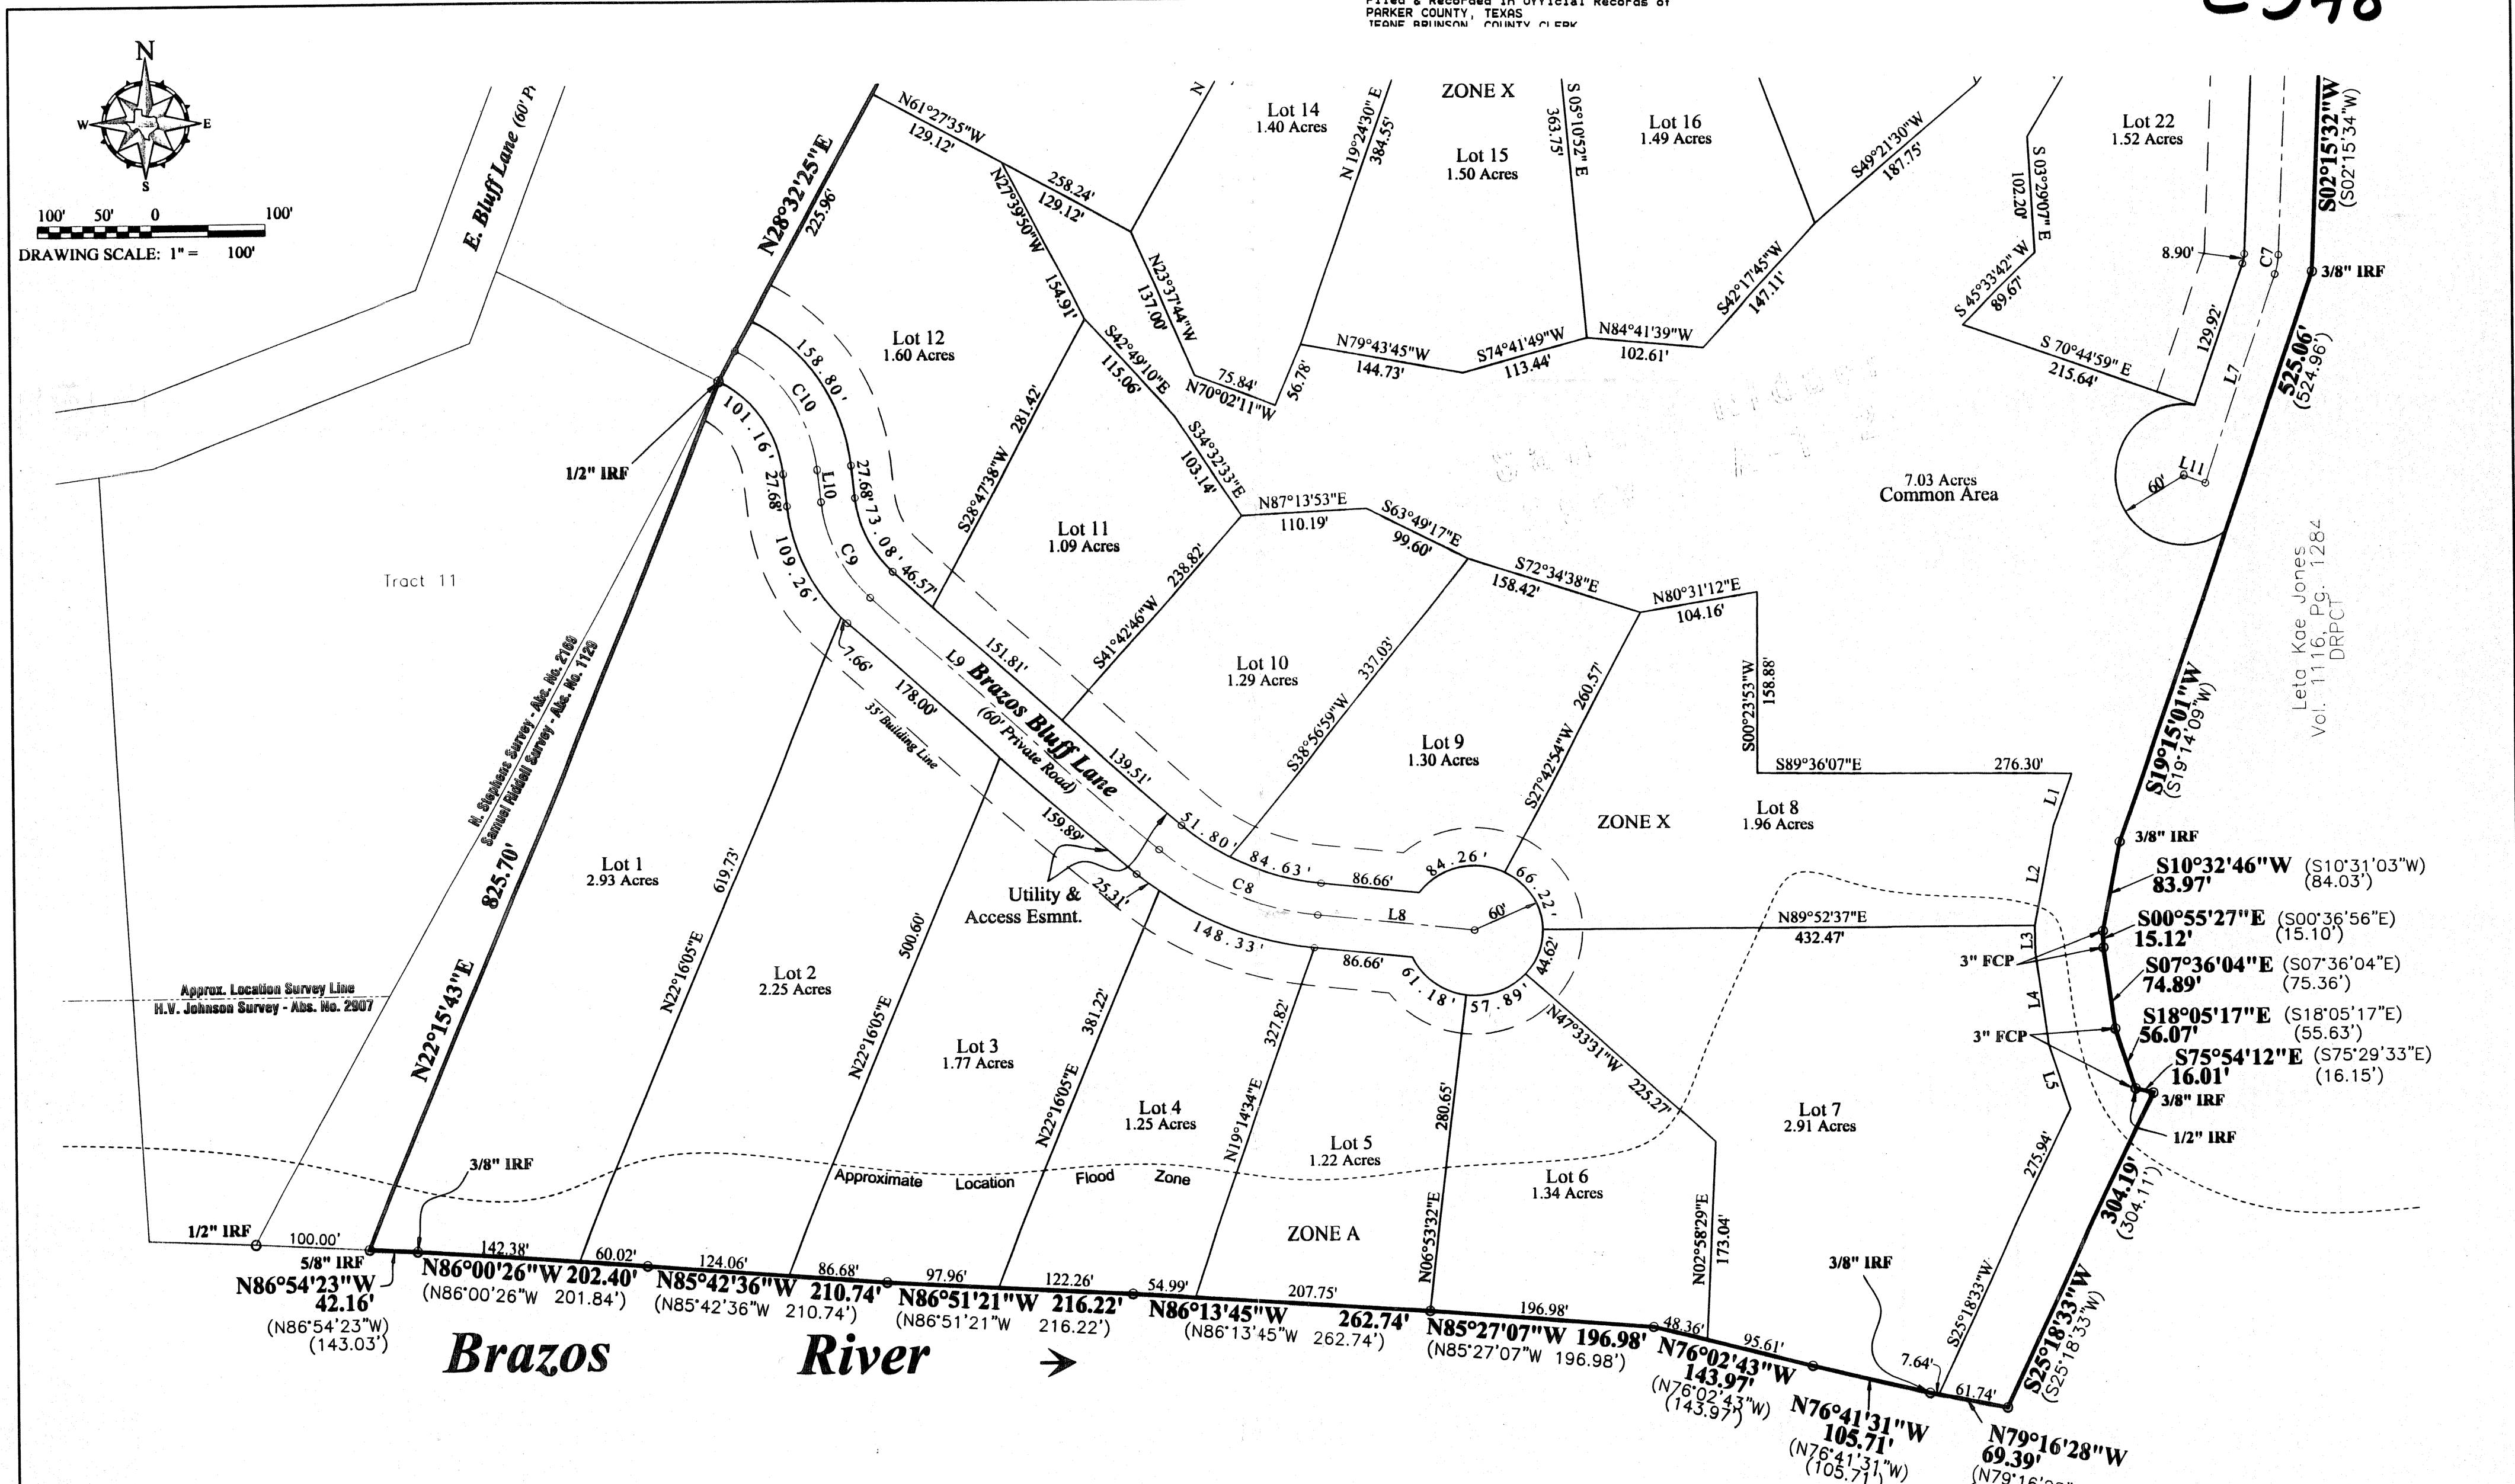 Filed & Recorded in Official Records of
PARKER COUNTY, TEXAS
JEANE BRUNSON, COUNTY CLERK
N
W
E
S
100' 50' 0 100'
DRAWING SCALE: 1" = 100'
E. Bluff Lane (60'
N28°32'25"E
225.96'
N61°27'35"W
129.12'
258.24'
129.12'
N
Lot 14
1.40 Acres
N 19°24'30" E
384.55'
ZONE X
Lot 15
1.50 Acres
S 05°10'52" E
363.75'
Lot 16
1.49 Acres
S49°21'30"W
187.75'
S42°17'45"W
147.11'
S 03°29'07" E
102.20'
S 45°33'42" W
89.67'
S 70°44'59" E
215.64'
Lot 22
1.52 Acres
8.90'
C7
129.92'
L7
S02°15'32"W
(S02°15'34"W)
3/8" IRF
525.06'
(524.96')
L11
60'
7.03 Acres
Common Area
Lot 12
1.60 Acres
N27°39'50"W
154.91'
N23°37'44"W
137.00'
75.84'
N70°02'11"W
56.78'
N79°43'45"W
144.73'
S74°41'49"W
113.44'
N84°41'39"W
102.61'
158.80'
C10
101.16'
27.68'
L10
27.68'
73.08'
1/2" IRF
109.26'
C9
46.57'
S28°47'38"W 281.42'
S42°49'10"E
115.06'
S34°32'33"E
103.14'
Lot 11
1.09 Acres
N87°13'53"E
110.19'
S63°49'17"E
99.60'
S72°34'38"E
158.42'
N80°31'12"E
104.16'
S00°23'53"W
158.88'
S41°42'46"W 238.82'
Lot 10
1.29 Acres
S38°56'59"W 337.03'
Lot 9
1.30 Acres
S27°42'54"W 260.57'
S89°36'07"E 276.30'
Lot 8
1.96 Acres
ZONE X
L1
L2
L3
L4
L5
Tract 11
N. Stephens Survey - Abs. No. 2169
Samuel Riddell Survey - Abs. No. 1129
7.66'
178.00'
L9
151.81'
Brazos Bluff Lane
(60' Private Road)
35' Building Line
139.51'
159.89'
51.80'
84.63'
86.66'
84.26'
66.22'
60'
44.62'
C8
L8
Utility &
Access Esmnt.
25.31'
148.33'
86.66'
61.18'
57.89'
N89°52'37"E
432.47'
Leta Kae Jones
Vol. 1116, Pg. 1284
DRPCT
S19°15'01"W
(S19°14'09"W)
3/8" IRF
S10°32'46"W (S10°31'03"W)
83.97' (84.03')
S00°55'27"E (S00°36'56"E)
15.12' (15.10')
3" FCP
S07°36'04"E (S07°36'04"E)
74.89' (75.36')
S18°05'17"E (S18°05'17"E)
56.07' (55.63')
3" FCP
S75°54'12"E (S75°29'33"E)
16.01' (16.15')
3/8" IRF
1/2" IRF
304.19'
(304.11')
S25°18'33"W
(S25°18'33"W)
Approx. Location Survey Line
H.V. Johnson Survey - Abs. No. 2907
N22°15'43"E
825.70'
Lot 1
2.93 Acres
N22°16'05"E 619.73'
Lot 2
2.25 Acres
N22°16'05"E 500.60'
Lot 3
1.77 Acres
N22°16'05"E 381.22'
Lot 4
1.25 Acres
N19°14'34"E 327.82'
Lot 5
1.22 Acres
N06°53'32"E 280.65'
Lot 6
1.34 Acres
N47°33'31"W 225.27'
N02°58'29"E
173.04'
Lot 7
2.91 Acres
S25°18'33"W 275.94'
Approximate Location Flood Zone
ZONE A
1/2" IRF
100.00'
5/8" IRF
3/8" IRF
N86°54'23"W
42.16'
(N86°54'23"W)
(143.03')
142.38' 60.02'
N86°00'26"W 202.40'
(N86°00'26"W 201.84')
124.06' 86.68'
N85°42'36"W 210.74'
(N85°42'36"W 210.74')
97.96' 122.26'
N86°51'21"W 216.22'
(N86°51'21"W 216.22')
54.99' 207.75'
N86°13'45"W 262.74'
(N86°13'45"W 262.74')
196.98'
N85°27'07"W 196.98'
(N85°27'07"W 196.98')
48.36' 95.61'
N76°02'43"W
143.97'
(N76°02'43"W)
(143.97')
3/8" IRF
N76°41'31"W
105.71'
(N76°41'31"W)
(105.71')
7.64' 61.74'
N79°16'28"W
69.39'
Brazos River